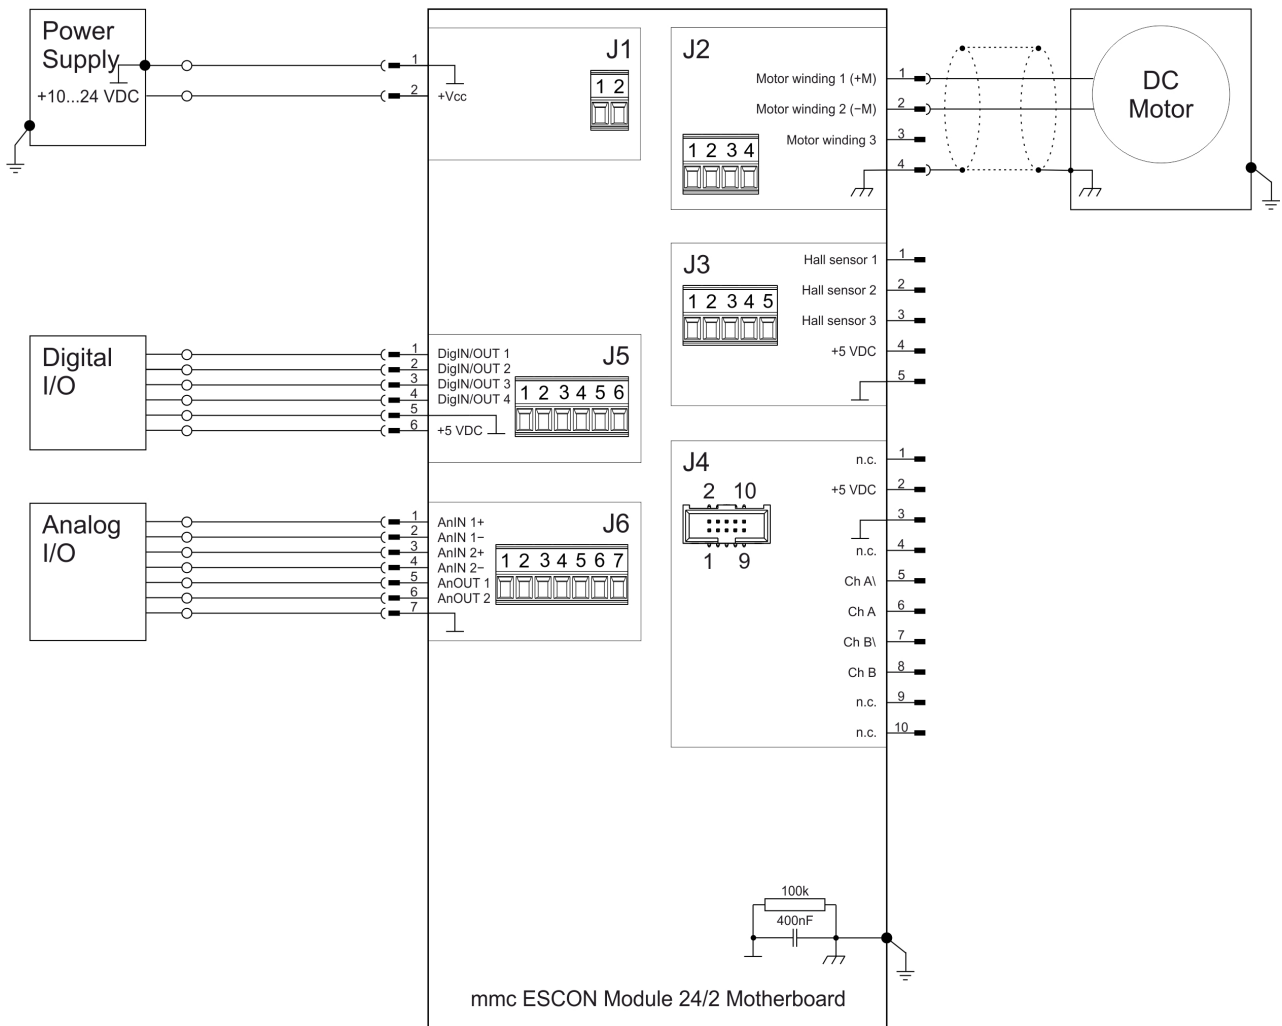 Power
Supply
+10...24 VDC
1
2
+Vcc
J1
1 2
J2
Motor winding 1 (+M)
1
Motor winding 2 (−M)
2
Motor winding 3
3
4
1 2 3 4
DC
Motor
J3
1 2 3 4 5
Hall sensor 1
1
Hall sensor 2
2
Hall sensor 3
3
+5 VDC
4
5
Digital
I/O
1
DigIN/OUT 1
2
DigIN/OUT 2
3
DigIN/OUT 3
4
DigIN/OUT 4
5
6
+5 VDC
J5
1 2 3 4 5 6
Analog
I/O
1
AnIN 1+
2
AnIN 1−
3
AnIN 2+
4
AnIN 2−
5
AnOUT 1
6
AnOUT 2
7
J6
1 2 3 4 5 6 7
J4
2 10
1 9
n.c.
1
+5 VDC
2
3
n.c.
4
Ch A\
5
Ch A
6
Ch B\
7
Ch B
8
n.c.
9
n.c.
10
100k
400nF
mmc ESCON Module 24/2 Motherboard